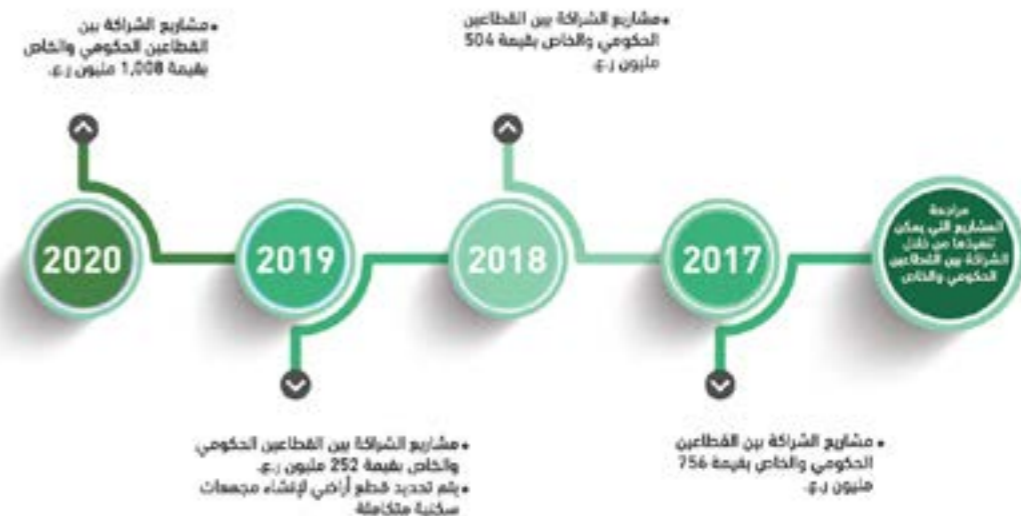 مراجعة
المشاريع التي يمكن
تنفيذها من خلال
الشراكة بين القطاعين
الحكومي والخاص
2017
• مشاريع الشراكة بين القطاعين
الحكومي والخاص بقيمة 756
مليون ر.ع.
2018
• مشاريع الشراكة بين القطاعين
الحكومي والخاص بقيمة 504
مليون ر.ع.
2019
• مشاريع الشراكة بين القطاعين الحكومي
والخاص بقيمة 252 مليون ر.ع.
• يتم تحديد قطع أراضي لإنشاء مجمعات
سكنية متكاملة
2020
• مشاريع الشراكة بين
القطاعين الحكومي والخاص
بقيمة 1,008 مليون ر.ع.